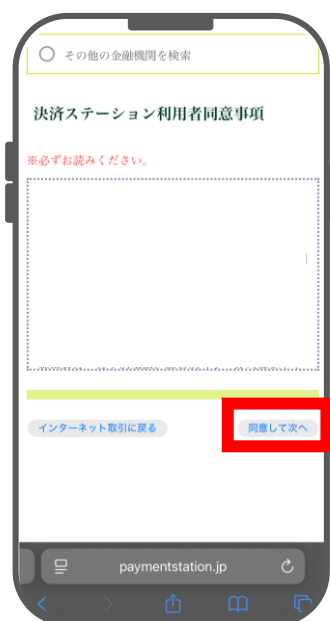 その他の金融機関を検索
決済ステーション利用者同意事項
※必ずお読みください。
インターネット取引に戻る
同意して次へ
paymentstation.jp